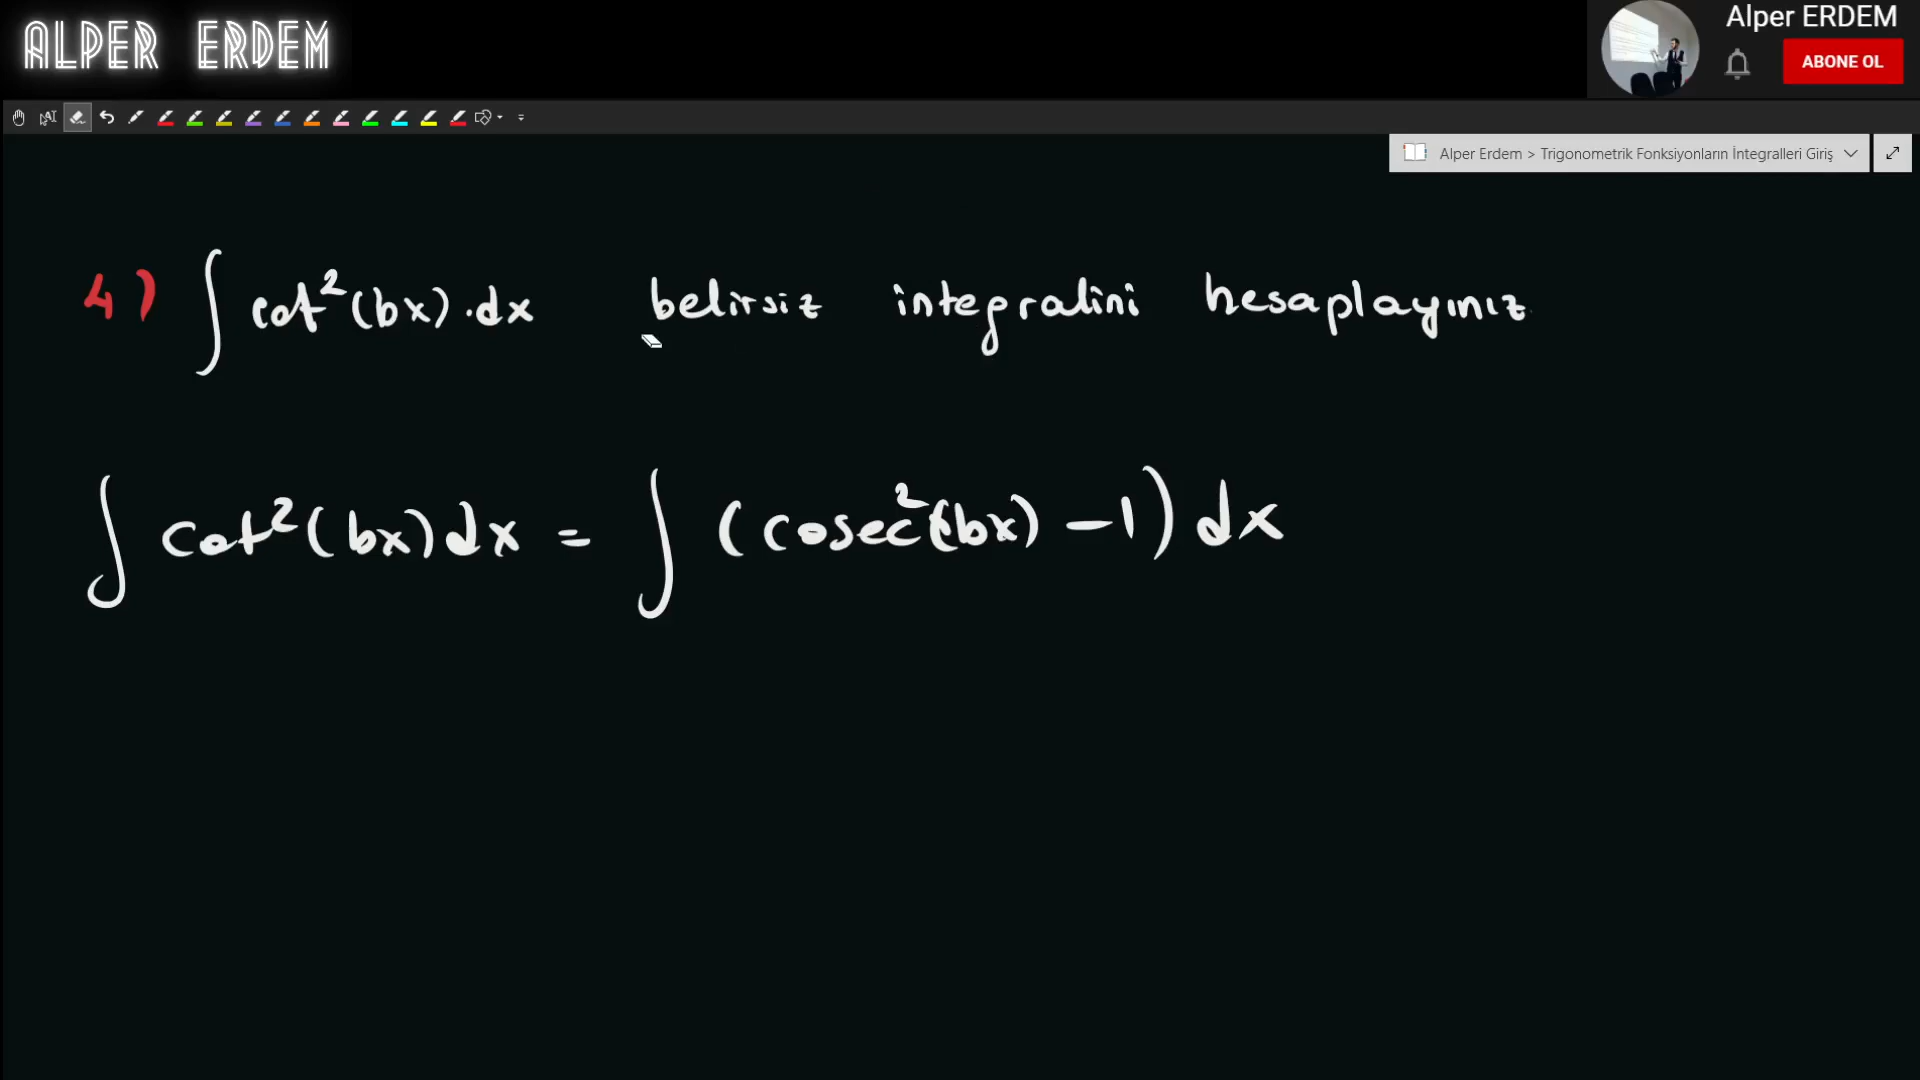 ALPER ERDEM
Alper ERDEM
ABONE OL
Alper Erdem > Trigonometrik Fonksiyonların İntegralleri Giriş
4) ∫ cot²(bx) . dx belirsiz integralini hesaplayınız.
∫ cot²(bx) dx = ∫ (cosec²(bx) - 1) dx